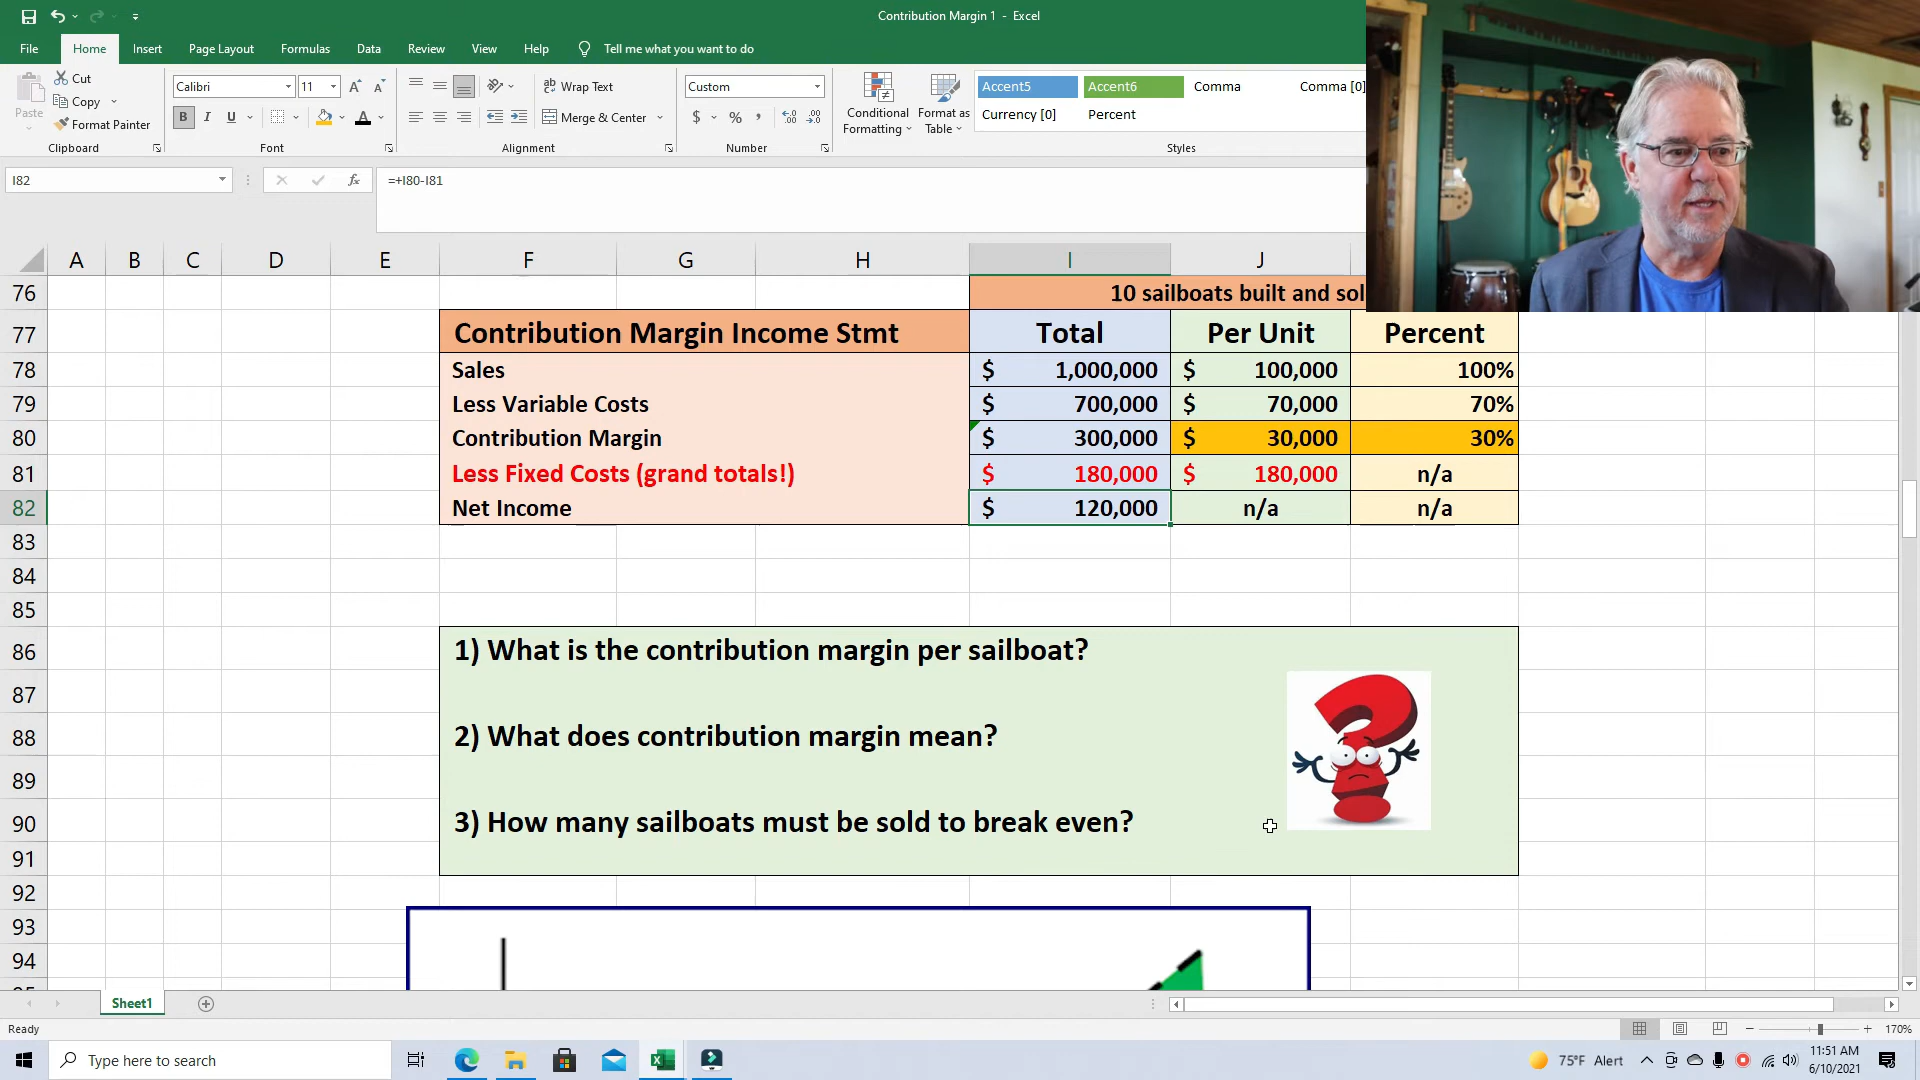 Contribution Margin 1 - Excel
File Home Insert Page Layout Formulas Data Review View Help Tell me what you want to do
Paste
Cut
Copy
Format Painter
Clipboard
Calibri 11
B I U
Font
Wrap Text
Merge & Center
Alignment
Custom
$ % ,
Number
Conditional Formatting
Format as Table
Accent5 Accent6 Comma Comma [0]
Currency [0] Percent
Styles
I82 fx =+I80-I81
A B C D E F G H I J
76 10 sailboats built and sol
77 Contribution Margin Income Stmt Total Per Unit Percent
78 Sales $ 1,000,000 $ 100,000 100%
79 Less Variable Costs $ 700,000 $ 70,000 70%
80 Contribution Margin $ 300,000 $ 30,000 30%
81 Less Fixed Costs (grand totals!) $ 180,000 $ 180,000 n/a
82 Net Income $ 120,000 n/a n/a
83
84
85
86 1) What is the contribution margin per sailboat?
87
88 2) What does contribution margin mean?
89
90 3) How many sailboats must be sold to break even?
91
92
93
94
Sheet1
Ready
170%
Type here to search
75°F Alert
11:51 AM
6/10/2021